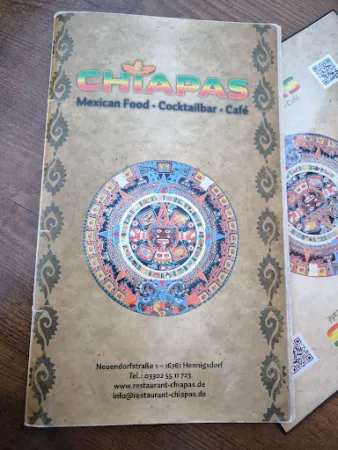 CHIAPAS
Mexican Food • Cocktailbar • Café
Neuendorfstraße 1 – 16761 Hennigsdorf
Tel.: 03302 55 11 723
www.restaurant-chiapas.de
info@restaurant-chiapas.de